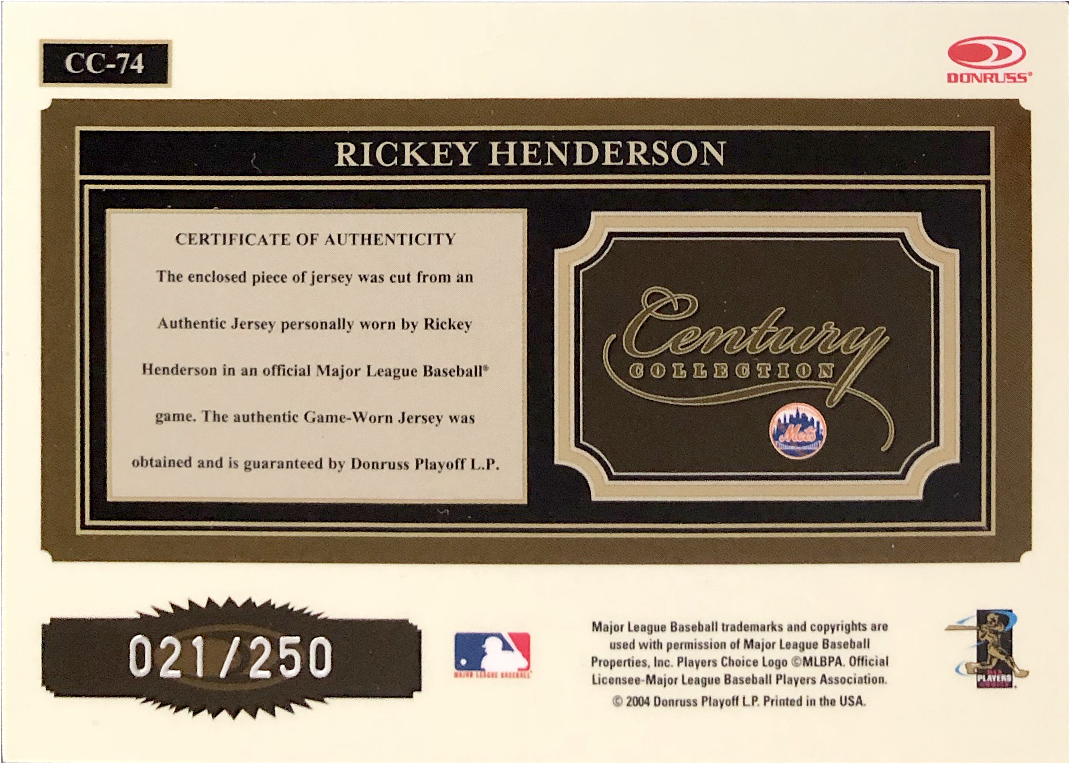 CC-74
DONRUSS®
RICKEY HENDERSON
CERTIFICATE OF AUTHENTICITY
The enclosed piece of jersey was cut from an
Authentic Jersey personally worn by Rickey
Henderson in an official Major League Baseball®
game. The authentic Game-Worn Jersey was
obtained and is guaranteed by Donruss Playoff L.P.
Century
COLLECTION
Mets
021/250
MAJOR LEAGUE BASEBALL
Major League Baseball trademarks and copyrights are
used with permission of Major League Baseball
Properties, Inc. Players Choice Logo ©MLBPA. Official
Licensee-Major League Baseball Players Association.
© 2004 Donruss Playoff L.P. Printed in the USA.
PLAYERS
CHOICE